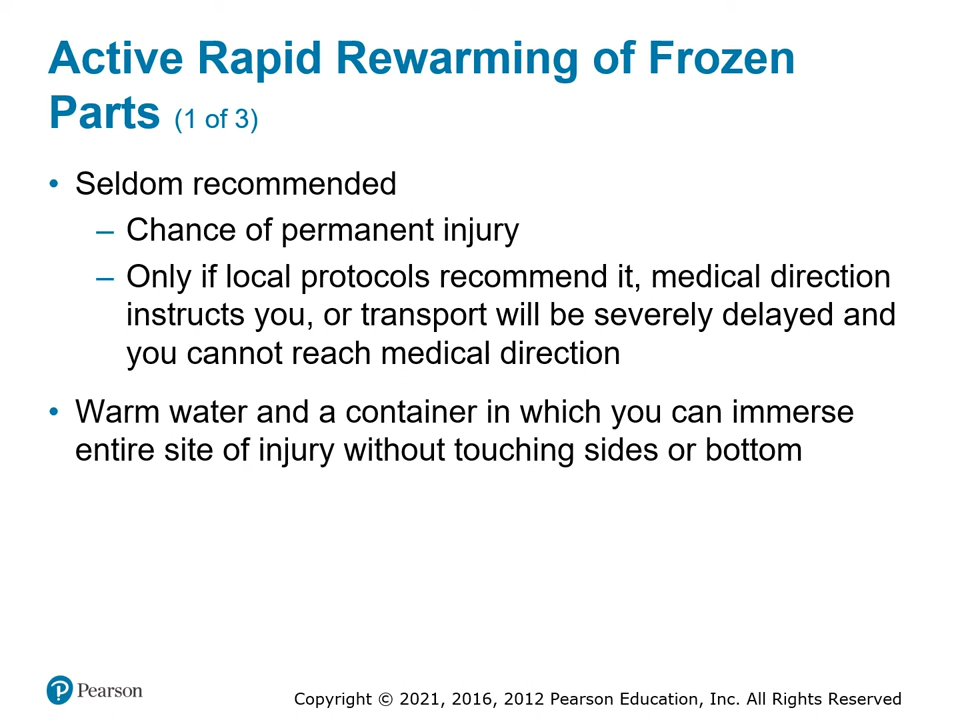 Active Rapid Rewarming of Frozen
Parts (1 of 3)
• Seldom recommended
– Chance of permanent injury
– Only if local protocols recommend it, medical direction
instructs you, or transport will be severely delayed and
you cannot reach medical direction
• Warm water and a container in which you can immerse
entire site of injury without touching sides or bottom
Pearson
Copyright © 2021, 2016, 2012 Pearson Education, Inc. All Rights Reserved